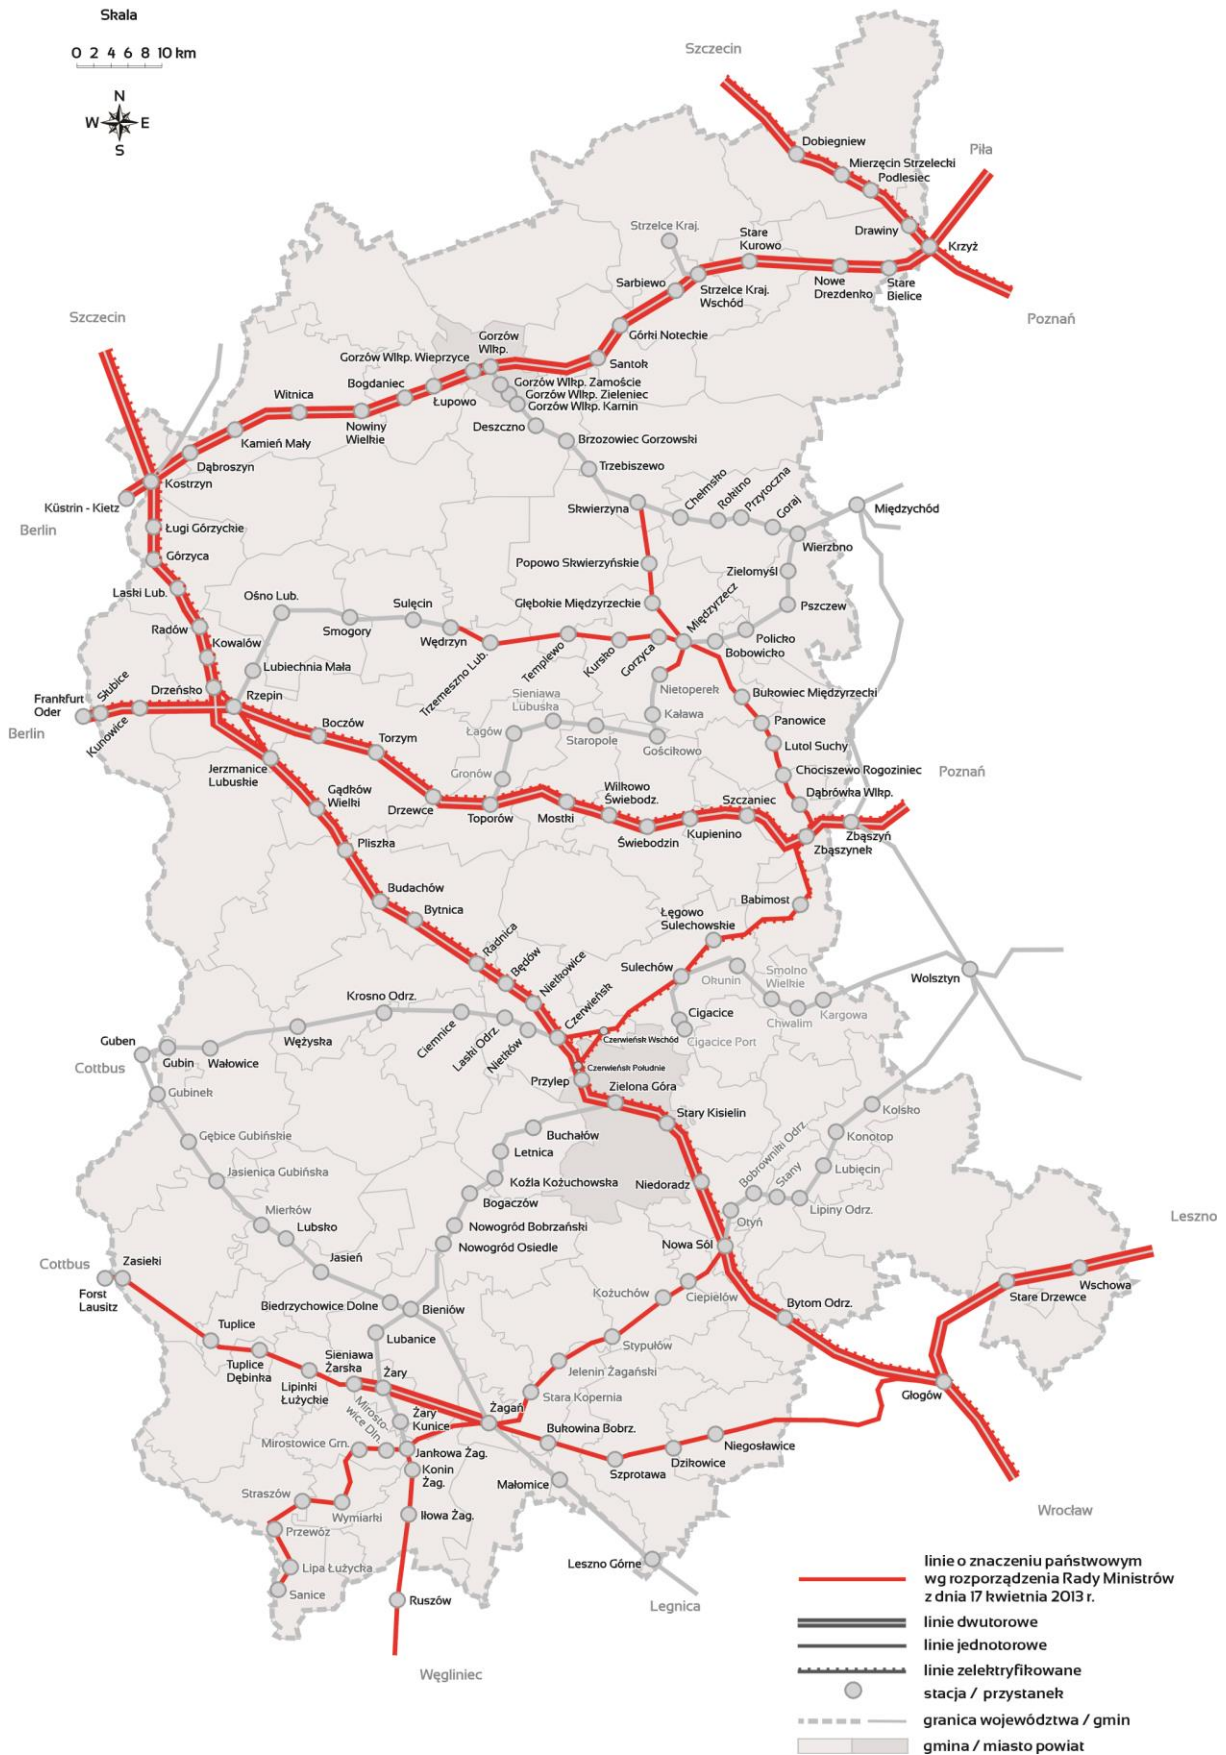 Skala
0 2 4 6 8 10 km
N
W E
S
Szczecin
Dobiegniew
Mierzęcin Strzelecki
Podlesiec
Piła
Drawiny
Krzyż
Strzelce Kraj.
Stare
Kurowo
Sarbiewo
Strzelce Kraj.
Wschód
Nowe
Drezdenko
Stare
Bielice
Poznań
Szczecin
Górki Noteckie
Gorzów
Wlkp.
Gorzów Wlkp. Wieprzyce
Santok
Bogdaniec
Gorzów Wlkp. Zamoście
Gorzów Wlkp. Zieleniec
Gorzów Wlkp. Karnin
Witnica
Łupowo
Nowiny
Wielkie
Kamień Mały
Deszczno
Brzozowiec Gorzowski
Dąbroszyn
Trzebiszewo
Kostrzyn
Küstrin - Kietz
Berlin
Skwierzyna
Chełmsko
Rokitno
Przytoczna
Goraj
Międzychód
Wierzbno
Ługi Górzyckie
Górzyca
Popowo Skwierzyńskie
Zielomyśl
Laski Lub.
Ośno Lub.
Głębokie Międzyrzeckie
Sulęcin
Pszczew
Radów
Smogory
Wędrzyn
Międzyrzecz
Policko
Kowalów
Trzemeszno Lub.
Templewo
Kursko
Gorzyca
Bobowicko
Lubiechnia Mała
Drzeńsko
Rzepin
Frankfurt
Oder
Słubice
Kunowice
Berlin
Nietoperek
Bukowiec Międzyrzecki
Sieniawa
Lubuska
Kaława
Panowice
Boczów
Łagów
Staropole
Gościkowo
Lutol Suchy
Torzym
Jerzmanice
Lubuskie
Gronów
Chociszewo Rogoziniec
Poznań
Gądków
Wielki
Wilkowo
Świebodz.
Szczaniec
Dąbrówka Wlkp.
Drzewce
Toporów
Mostki
Świebodzin
Kupienino
Zbąszyń
Zbąszynek
Pliszka
Budachów
Babimost
Bytnica
Łęgowo
Sulechowskie
Radnica
Będów
Nietkowice
Sulechów
Okunin
Smolno
Wielkie
Wolsztyn
Krosno Odrz.
Chwalim
Kargowa
Ciemnice
Laski Odrz.
Nietków
Czerwieńsk
Cigacice
Cigacice Port
Czerwieńsk Wschód
Wężyska
Guben
Gubin
Wałowice
Cottbus
Czerwieńsk Południe
Przylep
Zielona Góra
Gubinek
Stary Kisielin
Kolsko
Buchałów
Konotop
Gębice Gubińskie
Letnica
Bobrowniki Odrz
Stany
Lubięcin
Jasienica Gubińska
Koźla Kożuchowska
Niedoradz
Lipiny Odrz.
Bogaczów
Otyń
Leszno
Mierków
Lubsko
Nowogród Bobrzański
Nowogród Osiedle
Nowa Sól
Cottbus
Zasieki
Jasień
Wschowa
Forst
Lausitz
Kożuchów
Ciepielów
Stare Drzewce
Biedrzychowice Dolne
Bieniów
Bytom Odrz.
Tuplice
Lubanice
Stypułów
Tuplice
Dębinka
Sieniawa
Żarska
Jelenin Żagański
Lipinki
Łużyckie
Żary
Głogów
Stara Kopernia
Mirosto-
wice Dln.
Żary
Kunice
Żagań
Bukowina Bobrz.
Niegosławice
Mirostowice Grn.
Jankowa Żag.
Dzikowice
Konin
Żag.
Szprotawa
Małomice
Straszów
Wymiarki
Iłowa Żag.
Wrocław
Przewóz
Leszno Górne
Lipa Łużycka
Sanice
Ruszów
Legnica
Węgliniec
linie o znaczeniu państwowym
wg rozporządzenia Rady Ministrów
z dnia 17 kwietnia 2013 r.
linie dwutorowe
linie jednotorowe
linie zelektryfikowane
stacja / przystanek
granica województwa / gmin
gmina / miasto powiat